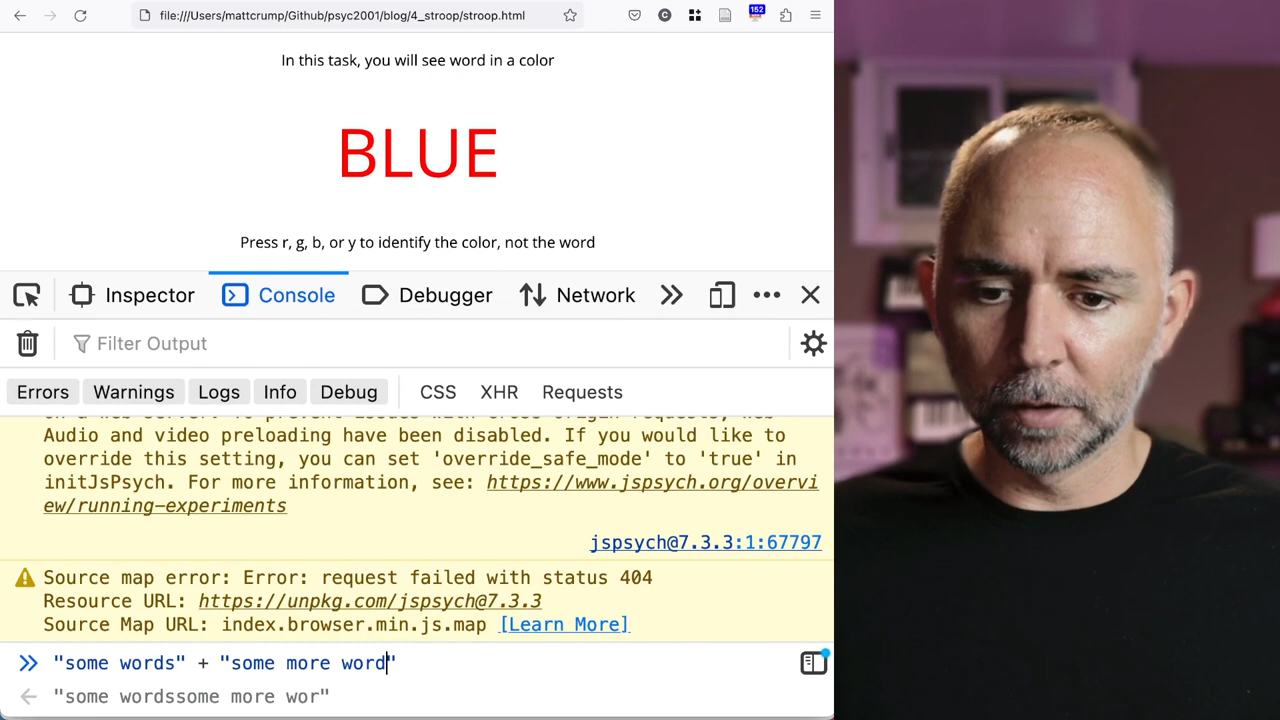 file:///Users/mattcrump/Github/psyc2001/blog/4_stroop/stroop.html
152
In this task, you will see word in a color
BLUE
Press r, g, b, or y to identify the color, not the word
Inspector Console Debugger Network
Filter Output
Errors Warnings Logs Info Debug CSS XHR Requests
Audio and video preloading have been disabled. If you would like to
override this setting, you can set 'override_safe_mode' to 'true' in
initJsPsych. For more information, see: https://www.jspsych.org/overvi
ew/running-experiments
jspsych@7.3.3:1:67797
Source map error: Error: request failed with status 404
Resource URL: https://unpkg.com/jspsych@7.3.3
Source Map URL: index.browser.min.js.map [Learn More]
"some words" + "some more word"
"some wordssome more wor"